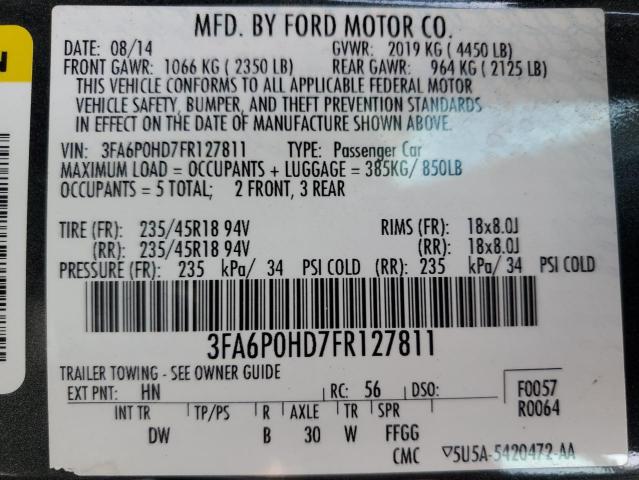 MFD. BY FORD MOTOR CO.
DATE: 08/14 GVWR: 2019 KG ( 4450 LB)
FRONT GAWR: 1066 KG ( 2350 LB) REAR GAWR: 964 KG ( 2125 LB)
THIS VEHICLE CONFORMS TO ALL APPLICABLE FEDERAL MOTOR
VEHICLE SAFETY, BUMPER, AND THEFT PREVENTION STANDARDS
IN EFFECT ON THE DATE OF MANUFACTURE SHOWN ABOVE.
VIN: 3FA6P0HD7FR127811 TYPE: Passenger Car
MAXIMUM LOAD = OCCUPANTS + LUGGAGE = 385KG/ 850LB
OCCUPANTS = 5 TOTAL; 2 FRONT, 3 REAR
TIRE (FR): 235/45R18 94V RIMS (FR): 18x8.0J
(RR): 235/45R18 94V (RR): 18x8.0J
PRESSURE (FR): 235 kPa/ 34 PSI COLD (RR): 235 kPa/ 34 PSI COLD
3FA6P0HD7FR127811
TRAILER TOWING - SEE OWNER GUIDE
EXT PNT: HN RC: 56 DSO: F0057
INT TR TP/PS R AXLE TR SPR R0064
DW B 30 W FFGG
CMC ▽5U5A-5420472-AA